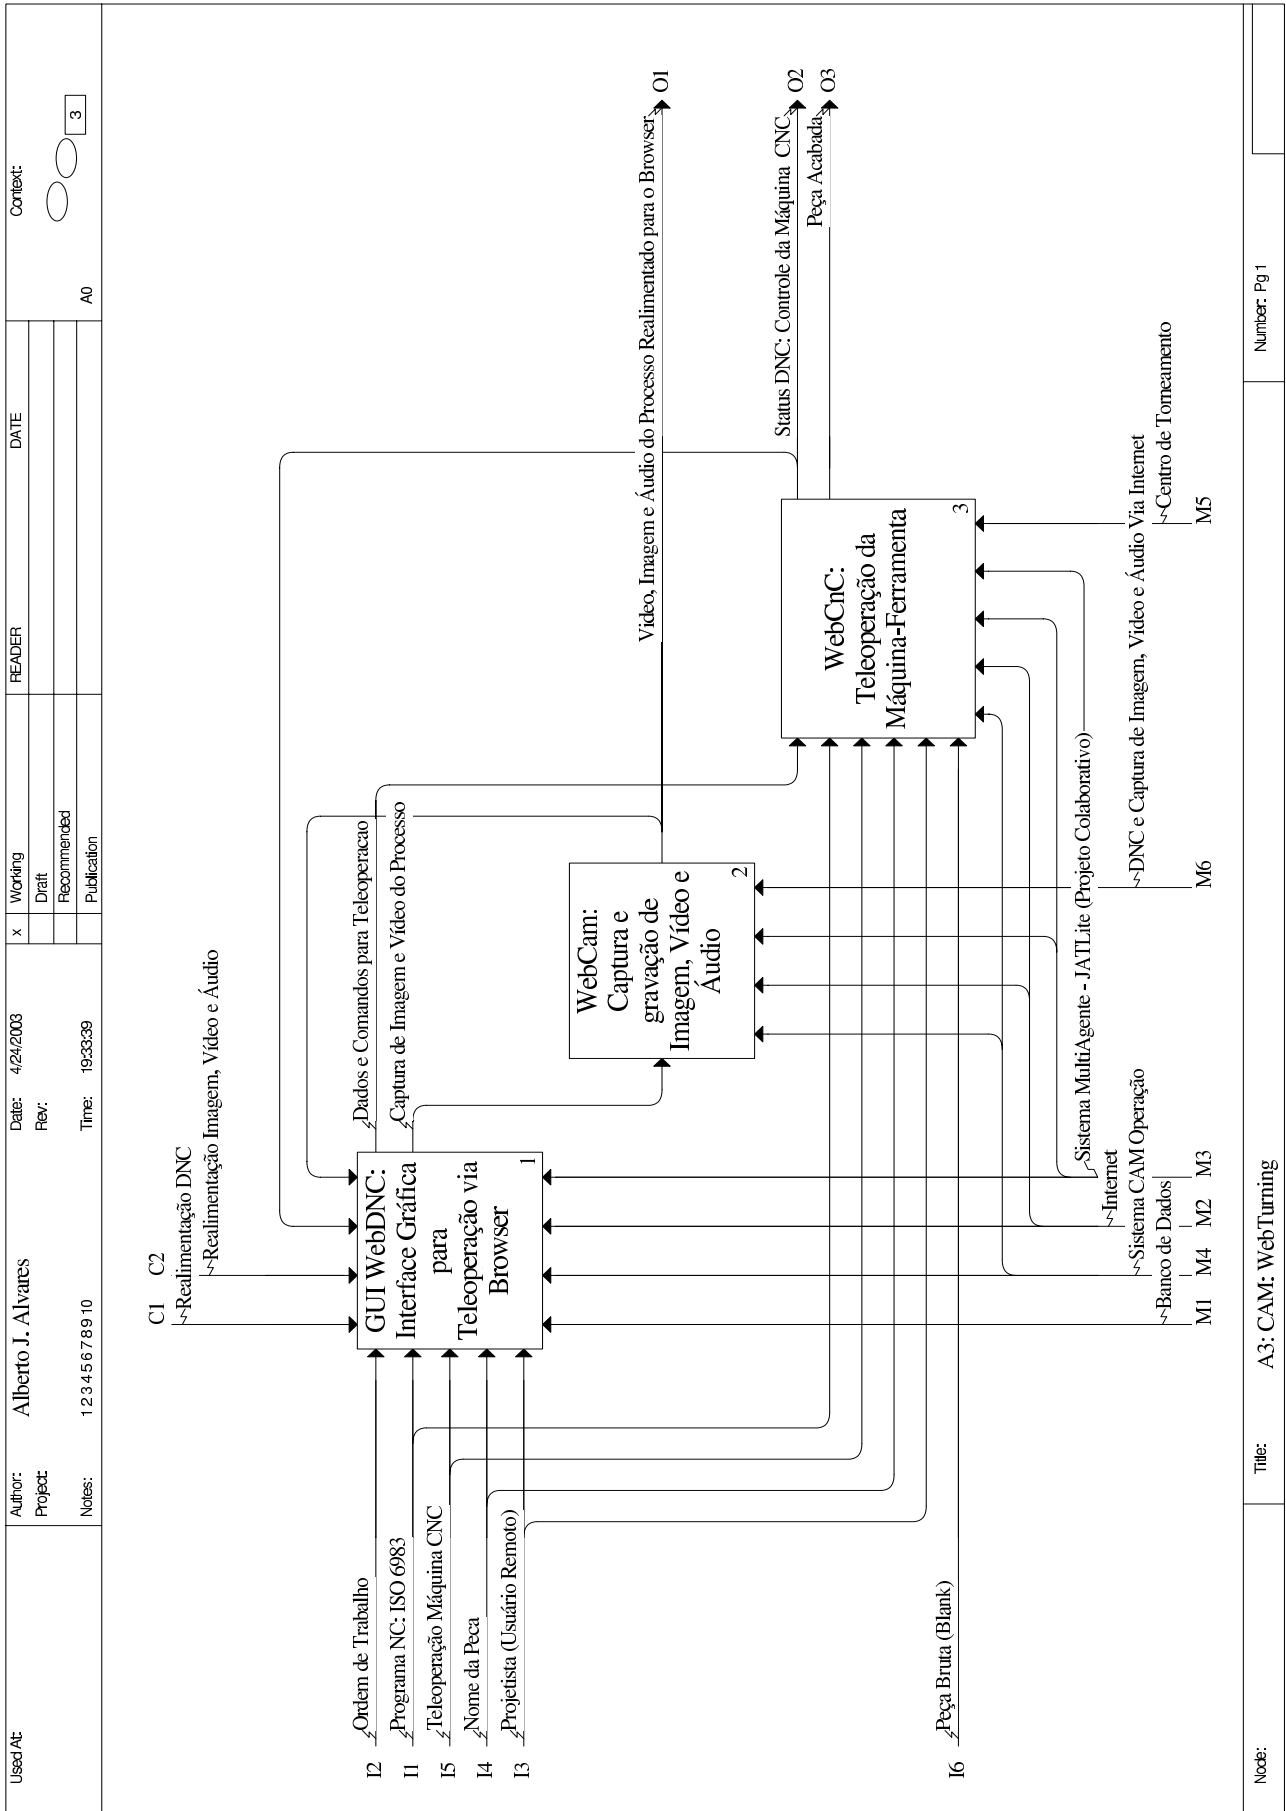 Used At:
Author: Alberto J. Alvares
Project:
Notes: 1 2 3 4 5 6 7 8 9 10
Date: 4/24/2003
Rev:
Time: 19:33:39
x Working
Draft
Recommended
Publication
READER
DATE
Context:
3
A0
C1 C2
Realimentação DNC
Realimentação Imagem, Vídeo e Áudio
I2 Ordem de Trabalho
I1 Programa NC: ISO 6983
I5 Teleoperação Máquina CNC
I4 Nome da Peca
I3 Projetista (Usuário Remoto)
I6 Peça Bruta (Blank)
GUI WebDNC:
Interface Gráfica
para
Teleoperação via
Browser
1
Dados e Comandos para Teleoperacao
Captura de Imagem e Vídeo do Processo
WebCam:
Captura e
gravação de
Imagem, Vídeo e
Áudio
2
WebCnC:
Teleoperação da
Máquina-Ferramenta
3
Video, Imagem e Áudio do Processo Realimentado para o Browser
O1
Status DNC: Controle da Máquina CNC
O2
Peça Acabada
O3
Sistema MultiAgente - JATLite (Projeto Colaborativo)
Internet
Sistema CAM Operação
Banco de Dados
DNC e Captura de Imagem, Video e Áudio Via Internet
Centro de Torneamento
M1 M4 M2 M3 M6 M5
Node:
Title: A3: CAM: WebTurning
Number: Pg 1